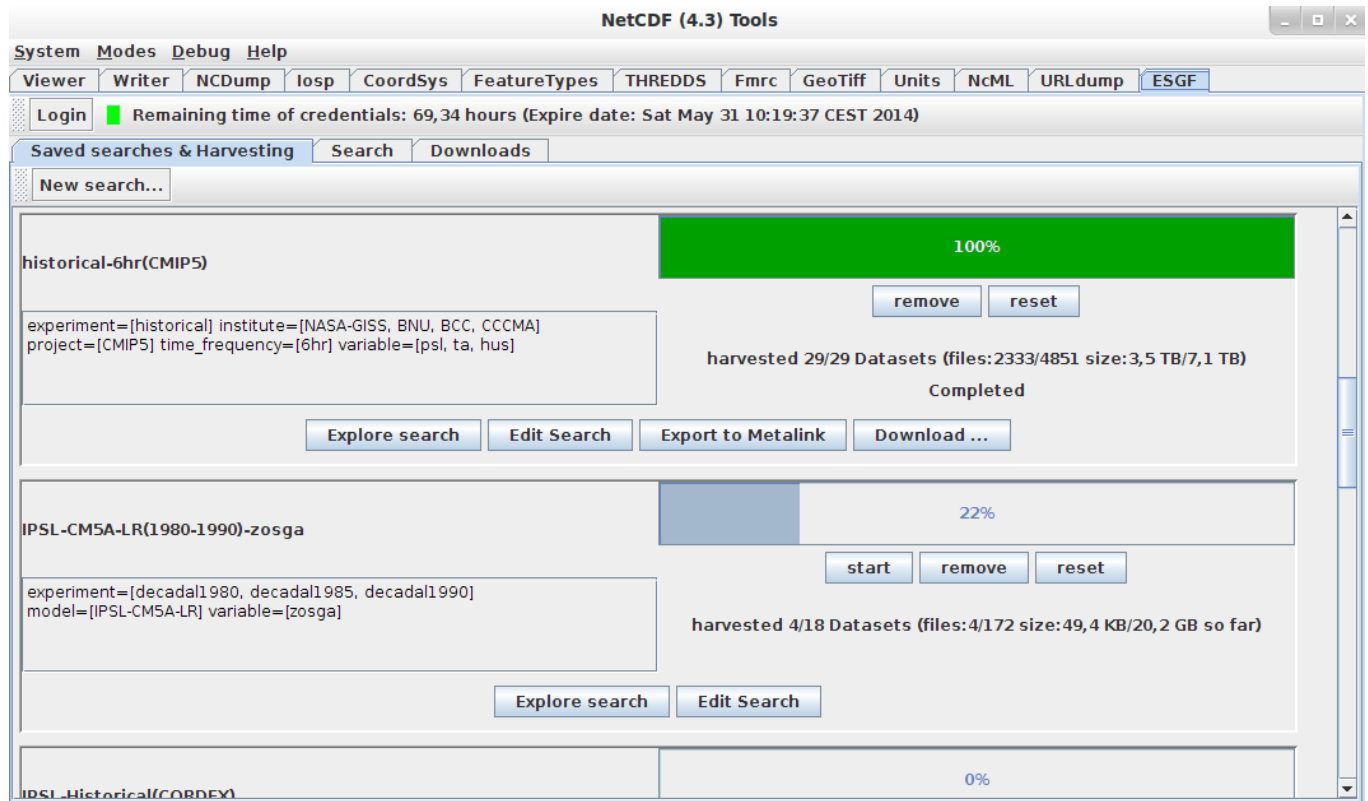 NetCDF (4.3) Tools
System Modes Debug Help
Viewer Writer NCDump Iosp CoordSys FeatureTypes THREDDS Fmrc GeoTiff Units NcML URLdump ESGF
Login Remaining time of credentials: 69,34 hours (Expire date: Sat May 31 10:19:37 CEST 2014)
Saved searches & Harvesting Search Downloads
New search...
historical-6hr(CMIP5)
100%
remove reset
experiment=[historical] institute=[NASA-GISS, BNU, BCC, CCCMA]
project=[CMIP5] time_frequency=[6hr] variable=[psl, ta, hus]
harvested 29/29 Datasets (files:2333/4851 size:3,5 TB/7,1 TB)
Completed
Explore search Edit Search Export to Metalink Download ...
IPSL-CM5A-LR(1980-1990)-zosga
22%
start remove reset
experiment=[decadal1980, decadal1985, decadal1990]
model=[IPSL-CM5A-LR] variable=[zosga]
harvested 4/18 Datasets (files:4/172 size:49,4 KB/20,2 GB so far)
Explore search Edit Search
IPSL-Historical(CORDEX)
0%